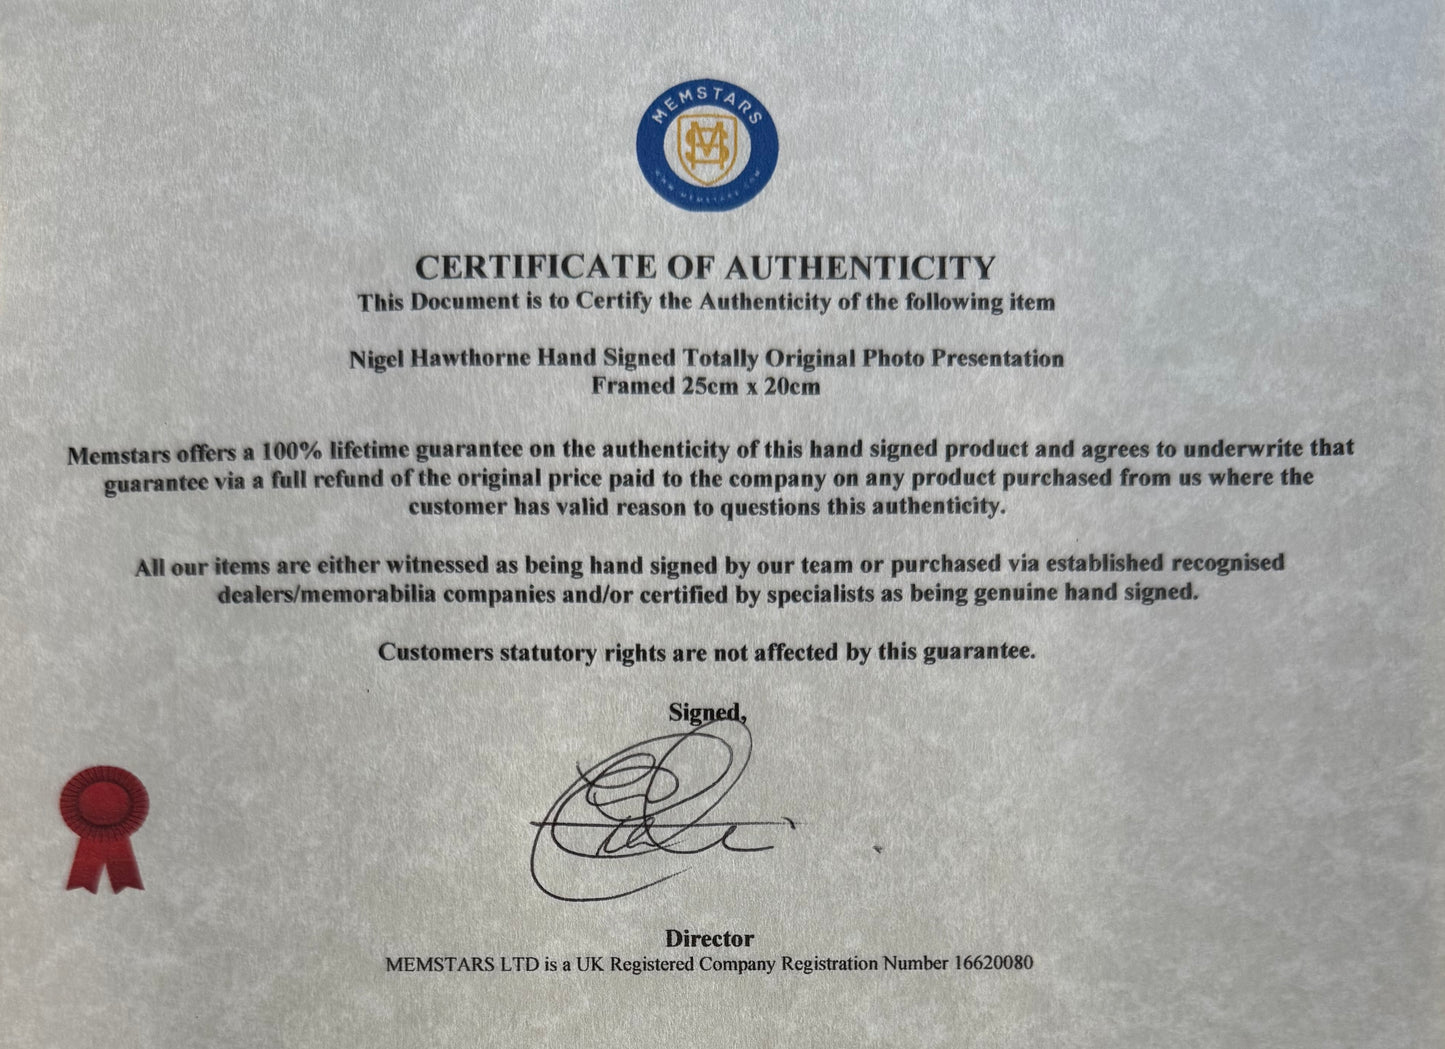 MEMSTARS
MS
WWW.MEMSTARS.COM
CERTIFICATE OF AUTHENTICITY
This Document is to Certify the Authenticity of the following item
Nigel Hawthorne Hand Signed Totally Original Photo Presentation
Framed 25cm x 20cm
Memstars offers a 100% lifetime guarantee on the authenticity of this hand signed product and agrees to underwrite that
guarantee via a full refund of the original price paid to the company on any product purchased from us where the
customer has valid reason to questions this authenticity.
All our items are either witnessed as being hand signed by our team or purchased via established recognised
dealers/memorabilia companies and/or certified by specialists as being genuine hand signed.
Customers statutory rights are not affected by this guarantee.
Signed,
Director
MEMSTARS LTD is a UK Registered Company Registration Number 16620080